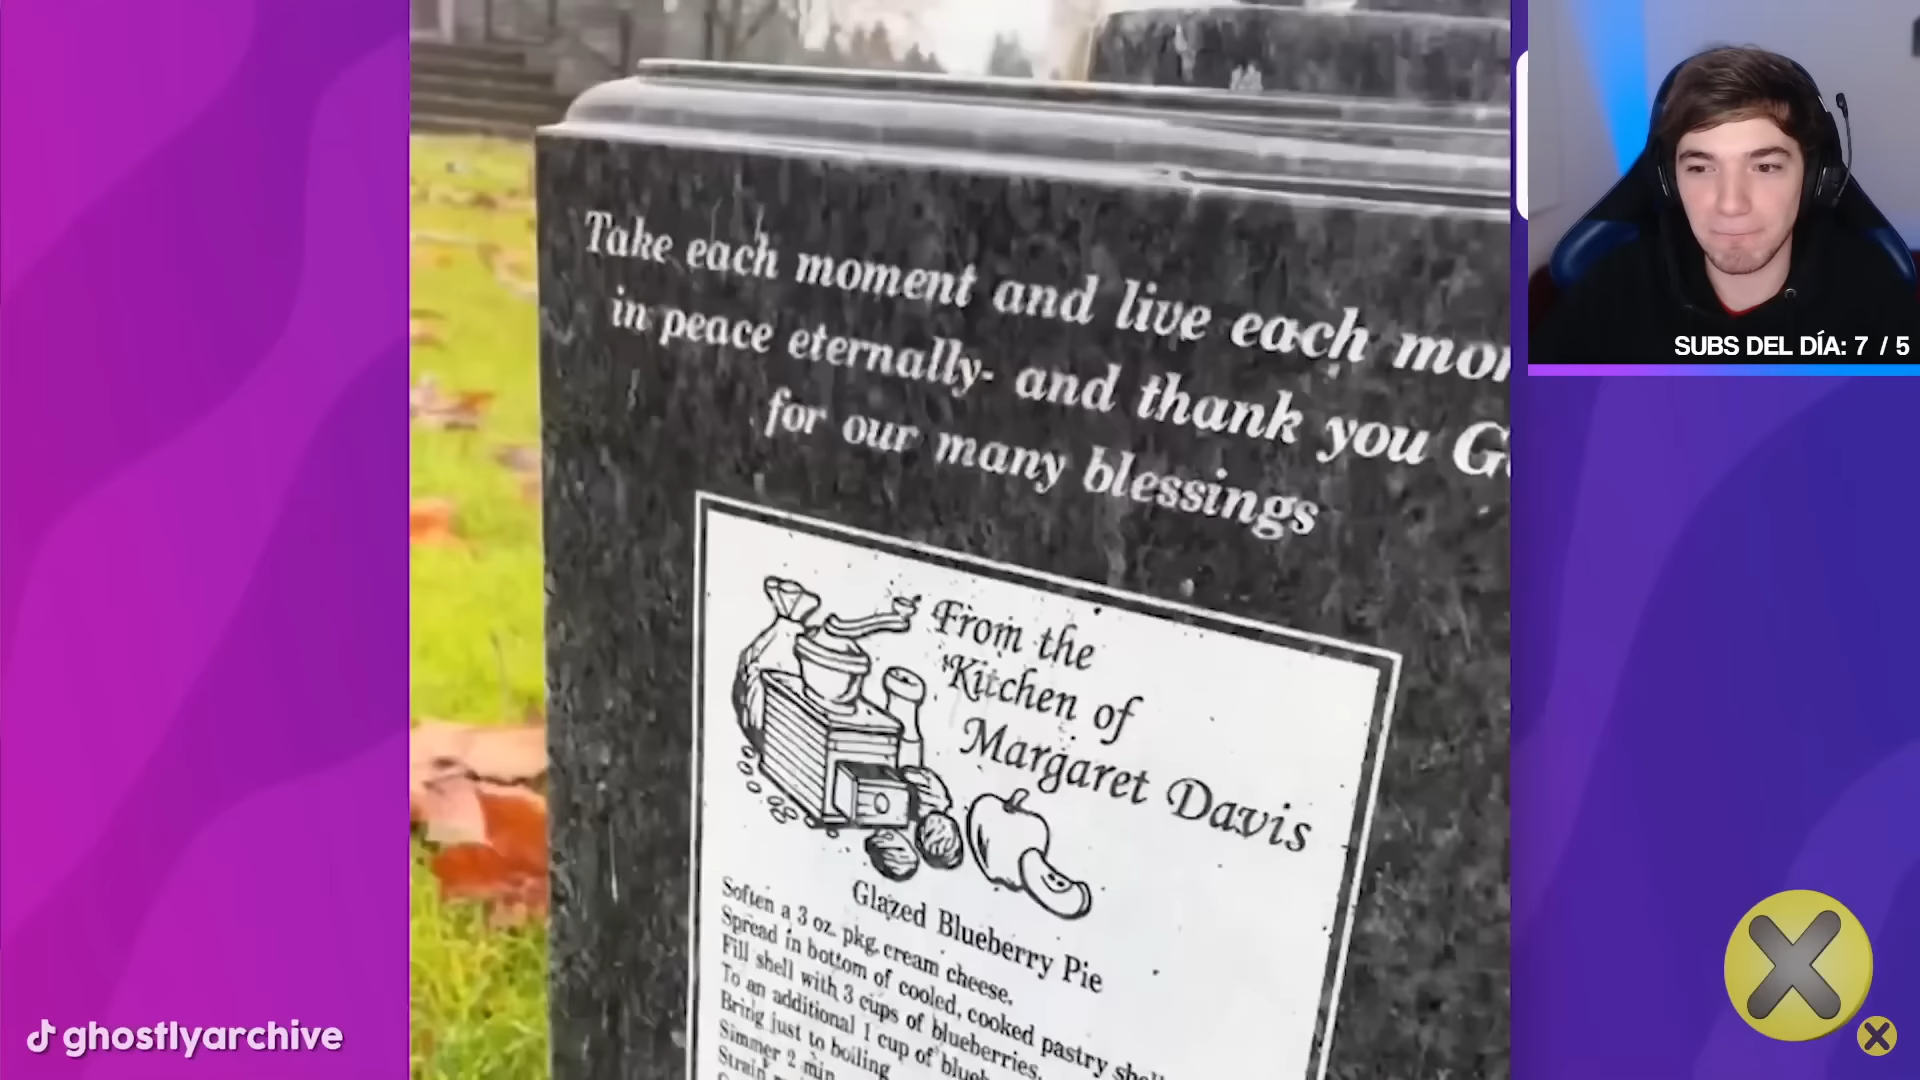 Take each moment and live each
in peace eternally- and thank you
for our many blessings
From the
Kitchen of
Margaret Davis
Glazed Blueberry Pie
Soften a 3 oz. pkg. cream cheese.
Spread in bottom of cooled, cooked pastry
Fill shell with 3 cups of blueberries.
To an additional 1 cup of
Bring just to boiling
Simmer 2 min
Strain
SUBS DEL DÍA: 7 / 5
ghostlyarchive